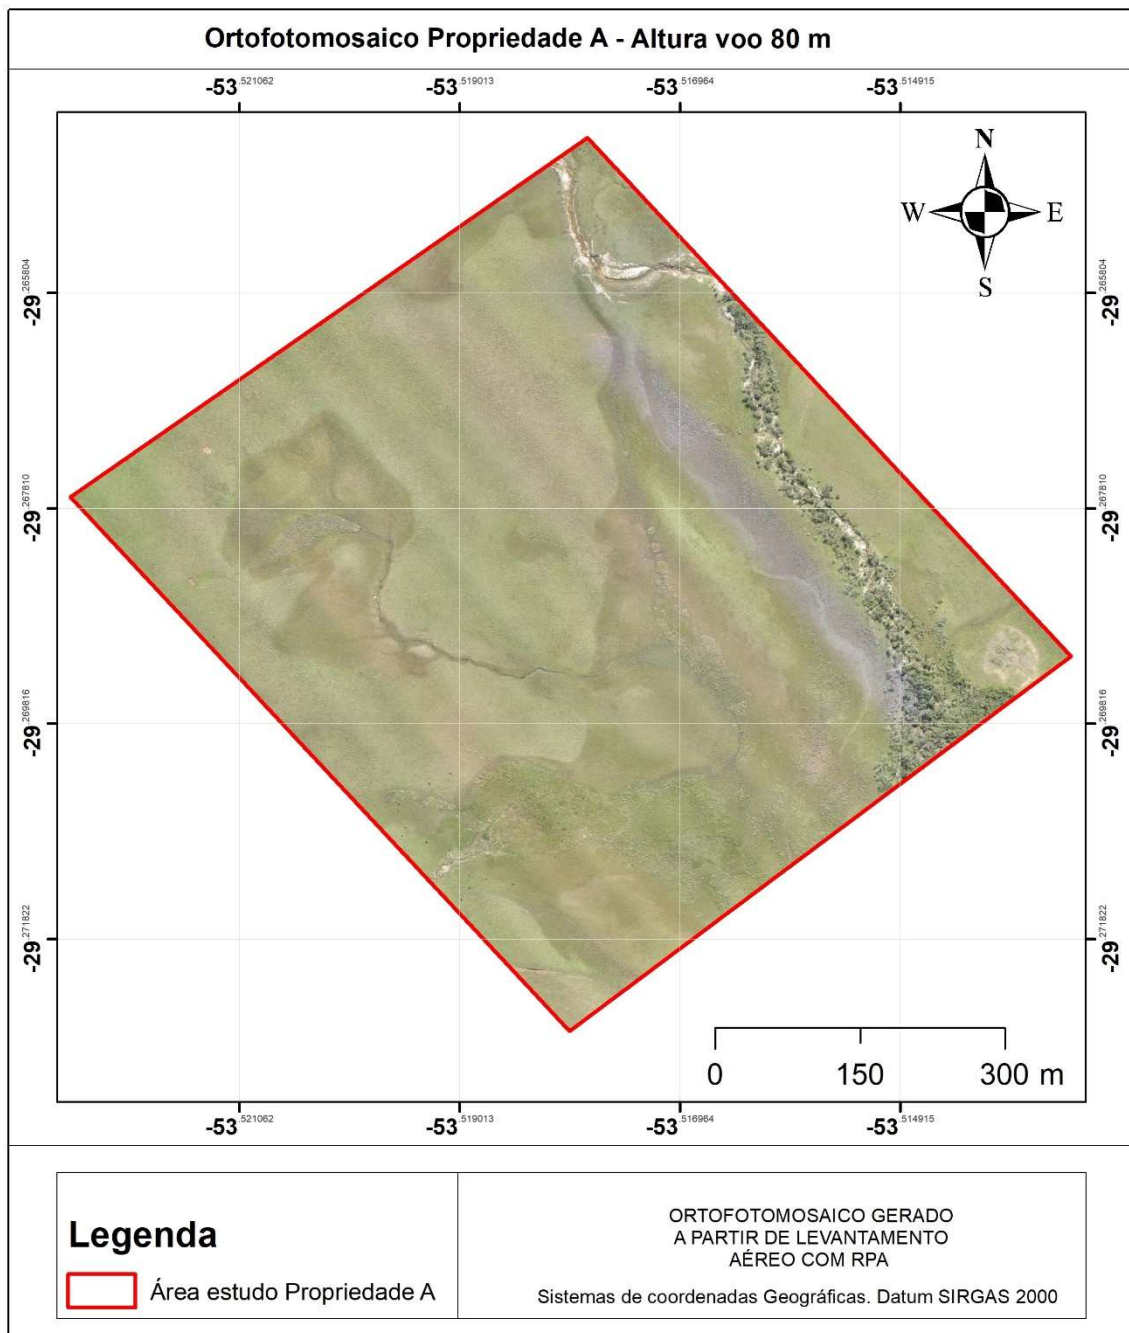 Ortofotomosaico Propriedade A - Altura voo 80 m
-53.521062 -53.519013 -53.516964 -53.514915
N
W E
S
-29.265804 -29.265804
-29.267810 -29.267810
-29.269816 -29.269816
-29.271822 -29.271822
0 150 300 m
-53.521062 -53.519013 -53.516964 -53.514915
Legenda
Área estudo Propriedade A
ORTOFOTOMOSAICO GERADO
A PARTIR DE LEVANTAMENTO
AÉREO COM RPA
Sistemas de coordenadas Geográficas. Datum SIRGAS 2000